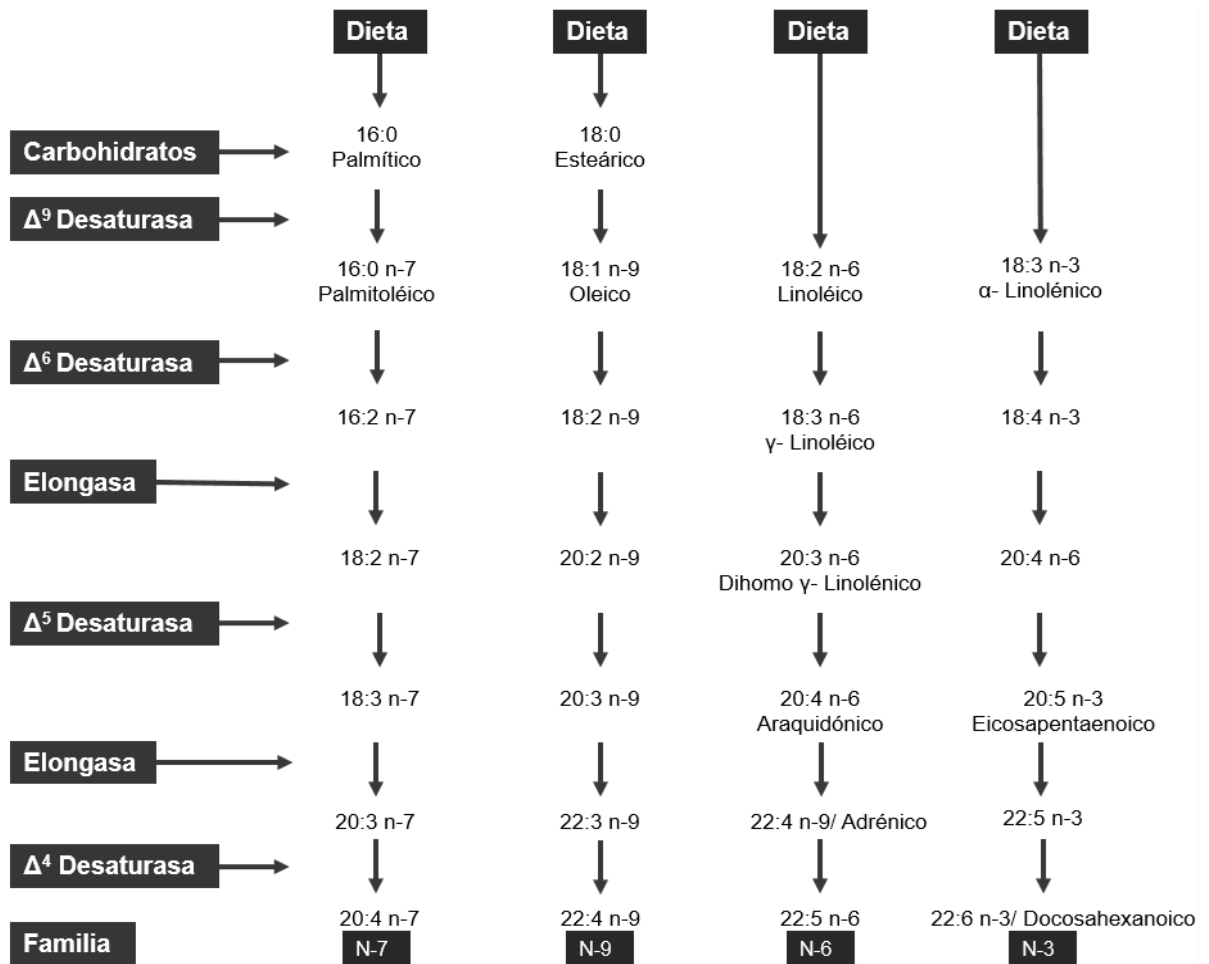 Dieta
Dieta
Dieta
Dieta
Carbohidratos
16:0
Palmítico
18:0
Esteárico
Δ⁹ Desaturasa
16:0 n-7
Palmitoléico
18:1 n-9
Oleico
18:2 n-6
Linoléico
18:3 n-3
α- Linolénico
Δ⁶ Desaturasa
16:2 n-7
18:2 n-9
18:3 n-6
γ- Linoléico
18:4 n-3
Elongasa
18:2 n-7
20:2 n-9
20:3 n-6
Dihomo γ- Linolénico
20:4 n-6
Δ⁵ Desaturasa
18:3 n-7
20:3 n-9
20:4 n-6
Araquidónico
20:5 n-3
Eicosapentaenoico
Elongasa
20:3 n-7
22:3 n-9
22:4 n-9/ Adrénico
22:5 n-3
Δ⁴ Desaturasa
20:4 n-7
22:4 n-9
22:5 n-6
22:6 n-3/ Docosahexanoico
Familia
N-7
N-9
N-6
N-3